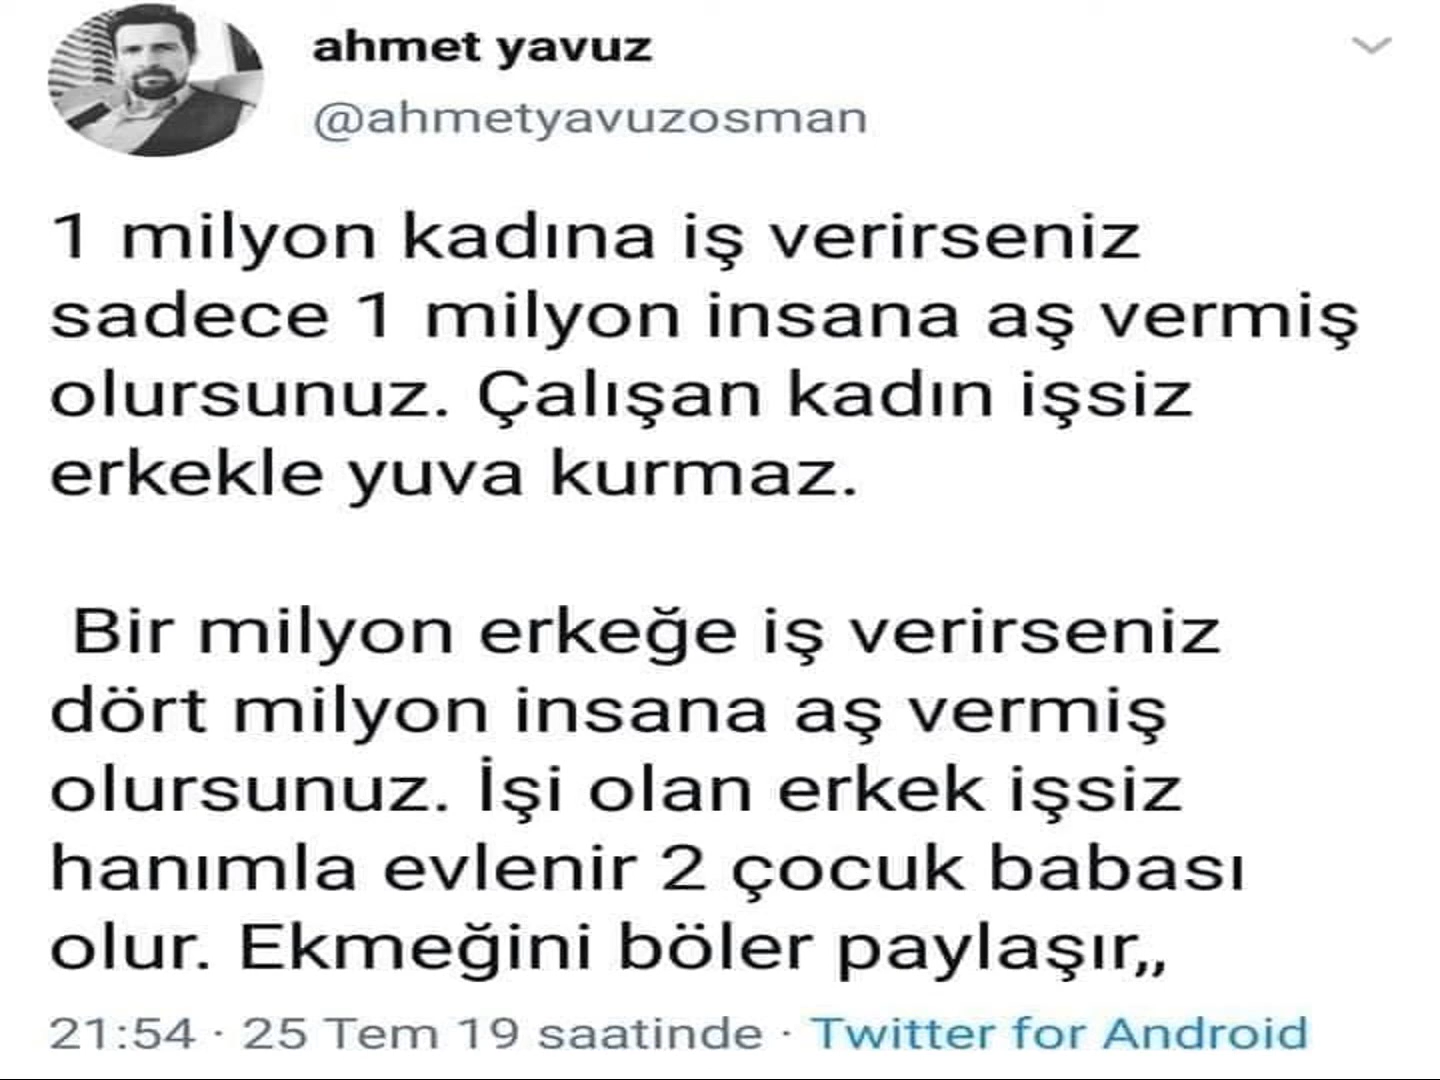 ahmet yavuz
@ahmetyavuzosman
1 milyon kadına iş verirseniz
sadece 1 milyon insana aş vermiş
olursunuz. Çalışan kadın işsiz
erkekle yuva kurmaz.
Bir milyon erkeğe iş verirseniz
dört milyon insana aş vermiş
olursunuz. İşi olan erkek işsiz
hanımla evlenir 2 çocuk babası
olur. Ekmeğini böler paylaşır,,
21:54 · 25 Tem 19 saatinde · Twitter for Android